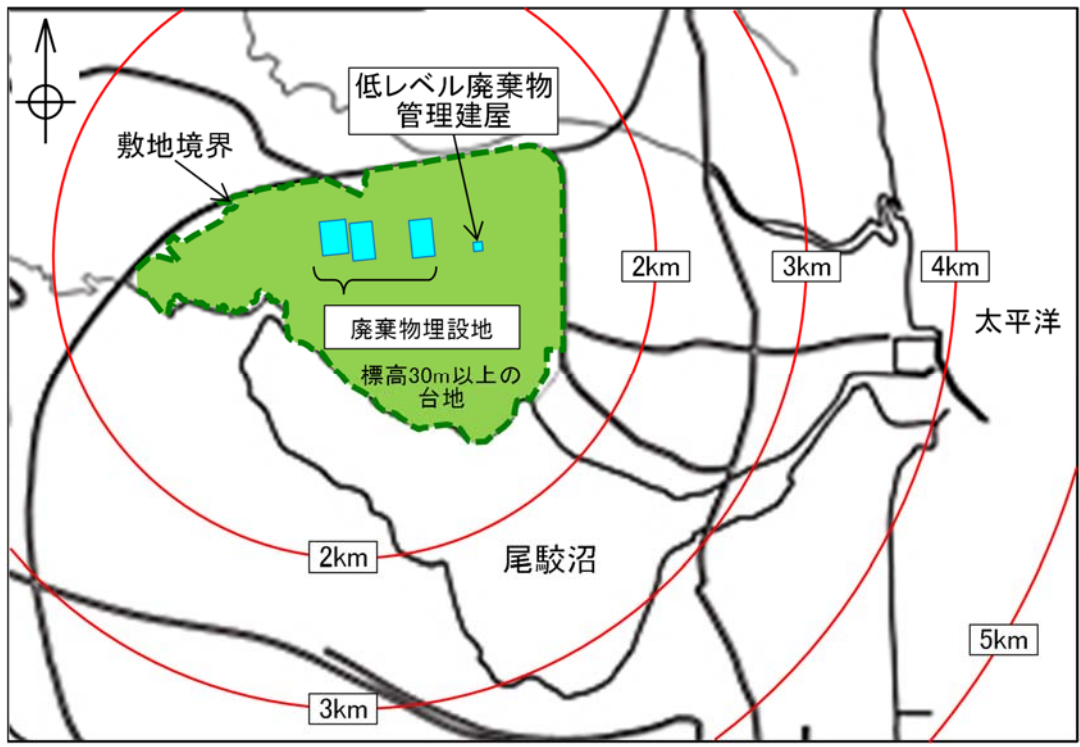 低レベル廃棄物
管理建屋
敷地境界
2km
3km
4km
太平洋
廃棄物埋設地
標高30m以上の
台地
2km
尾駮沼
5km
3km